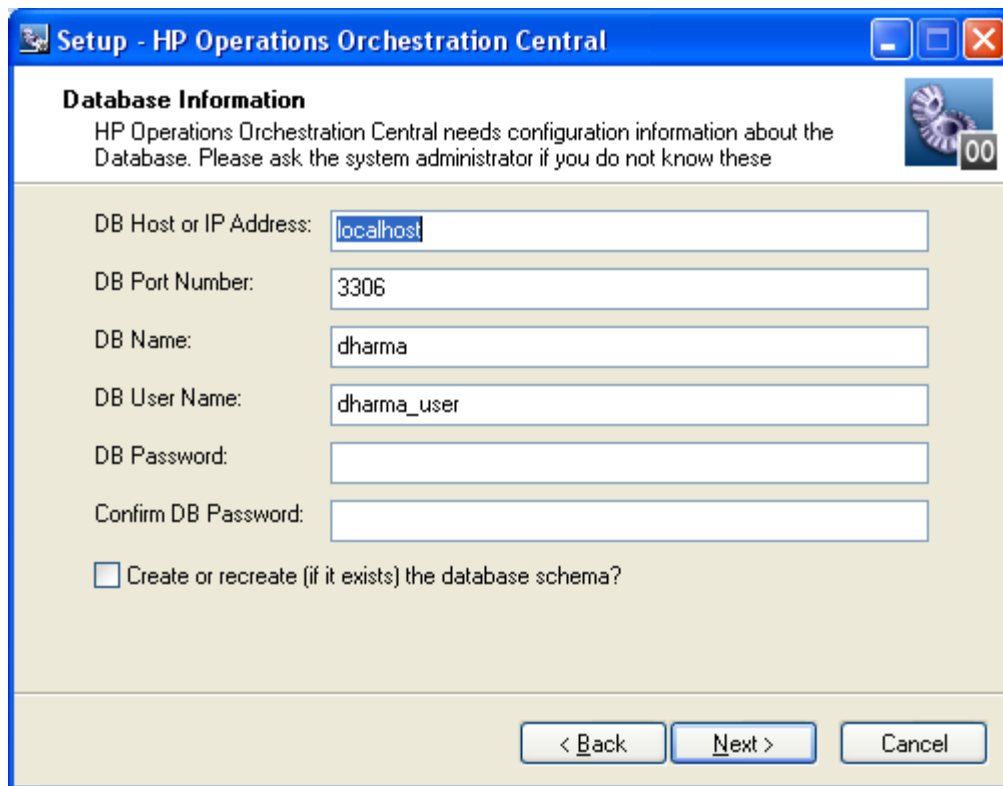 Setup - HP Operations Orchestration Central
Database Information
HP Operations Orchestration Central needs configuration information about the
Database. Please ask the system administrator if you do not know these
OO
DB Host or IP Address: localhost
DB Port Number: 3306
DB Name: dharma
DB User Name: dharma_user
DB Password:
Confirm DB Password:
Create or recreate (if it exists) the database schema?
< Back Next > Cancel